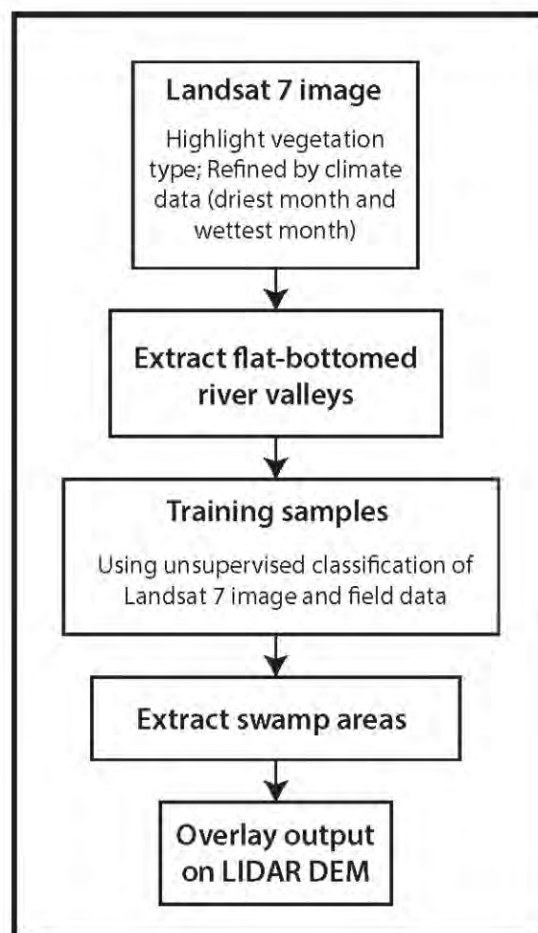 Landsat 7 image
Highlight vegetation
type; Refined by climate
data (driest month and
wettest month)
Extract flat-bottomed
river valleys
Training samples
Using unsupervised classification of
Landsat 7 image and field data
Extract swamp areas
Overlay output
on LIDAR DEM